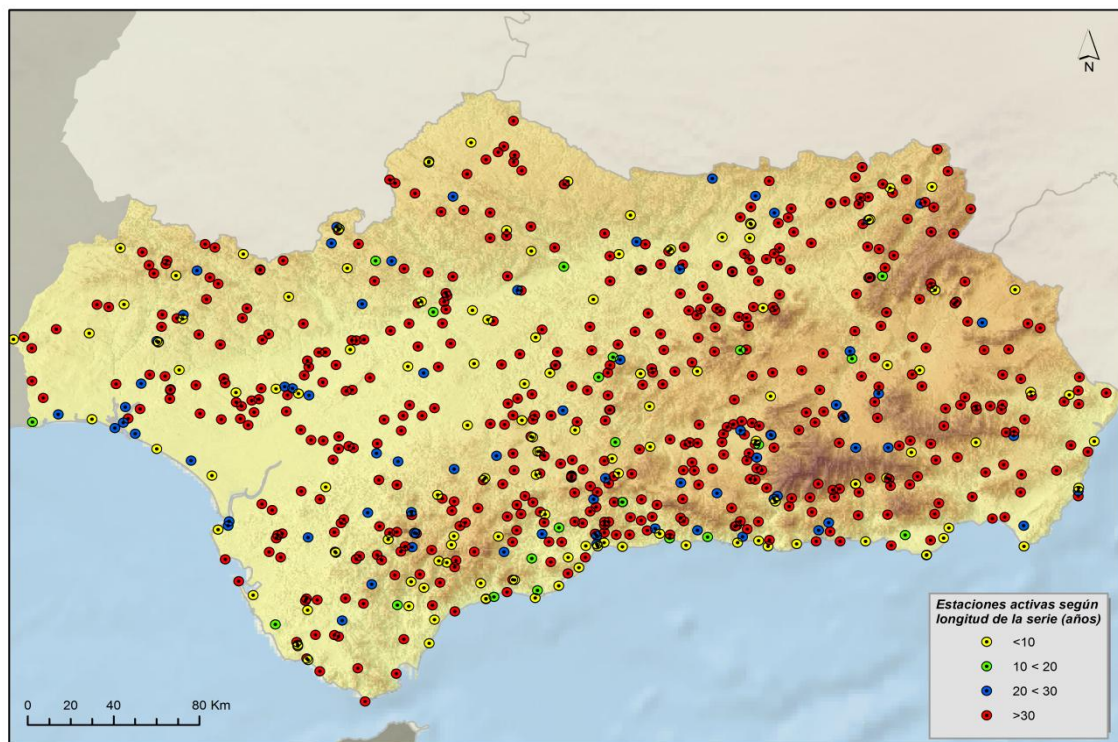 N
Estaciones activas según
longitud de la serie (años)
<10
10 < 20
20 < 30
>30
0 20 40 80 Km